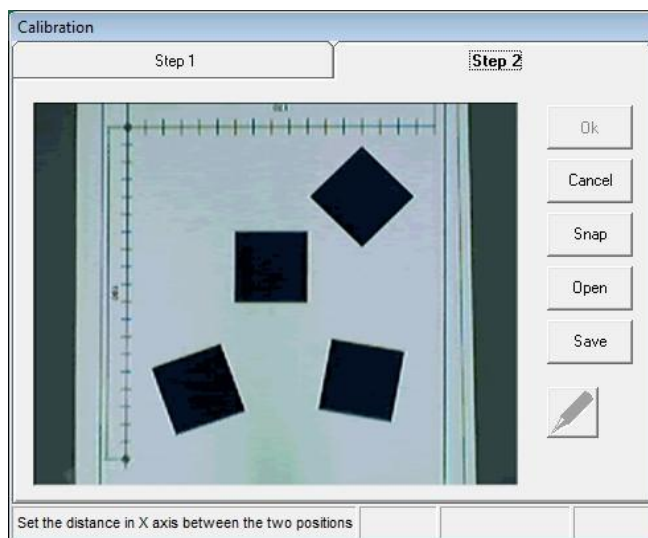 Calibration
Step 1
Step 2
Ok
Cancel
Snap
Open
Save
Set the distance in X axis between the two positions